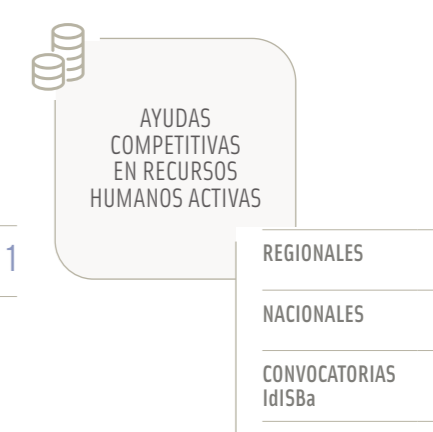 AYUDAS
COMPETITIVAS
EN RECURSOS
HUMANOS ACTIVAS
1
REGIONALES
NACIONALES
CONVOCATORIAS
IdISBa